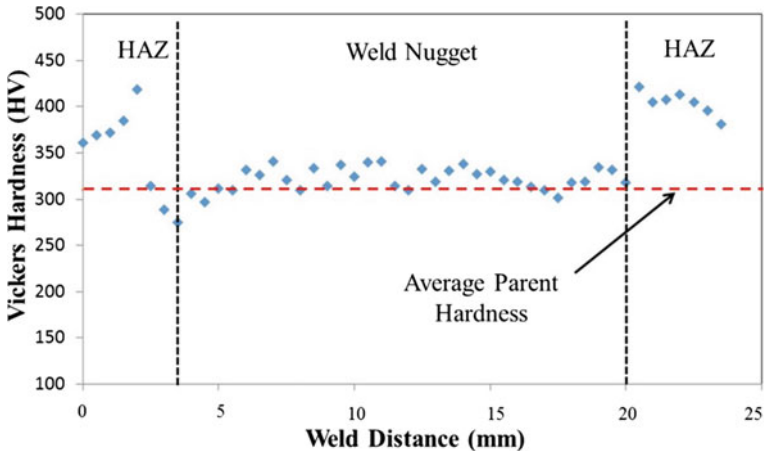 500
450
400
350
300
250
200
150
100
Vickers Hardness (HV)
HAZ
Weld Nugget
HAZ
Average Parent
Hardness
0
5
10
15
20
25
Weld Distance (mm)